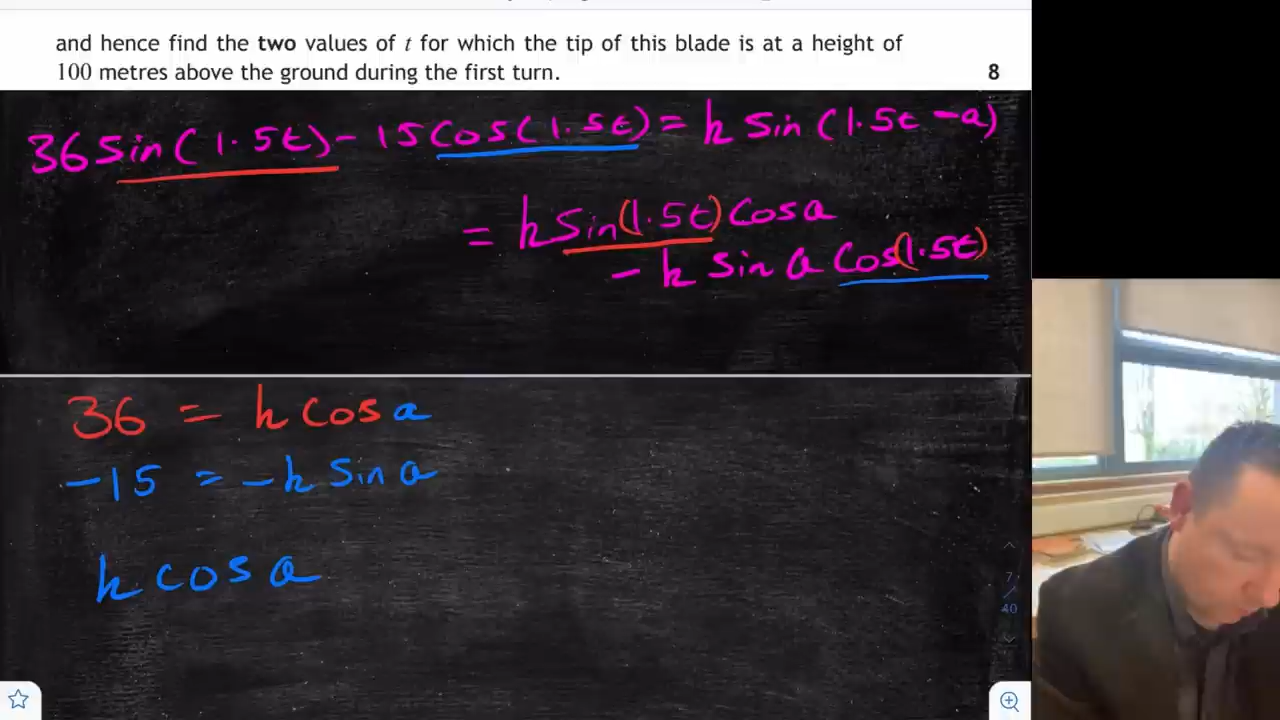 and hence find the two values of t for which the tip of this blade is at a height of
100 metres above the ground during the first turn. 8
36 sin(1.5t) - 15 cos(1.5t) = k sin(1.5t - a)
= k sin(1.5t) cos a
- k sin a cos(1.5t)
36 = k cos a
-15 = -k sin a
k cos a
7
/
40